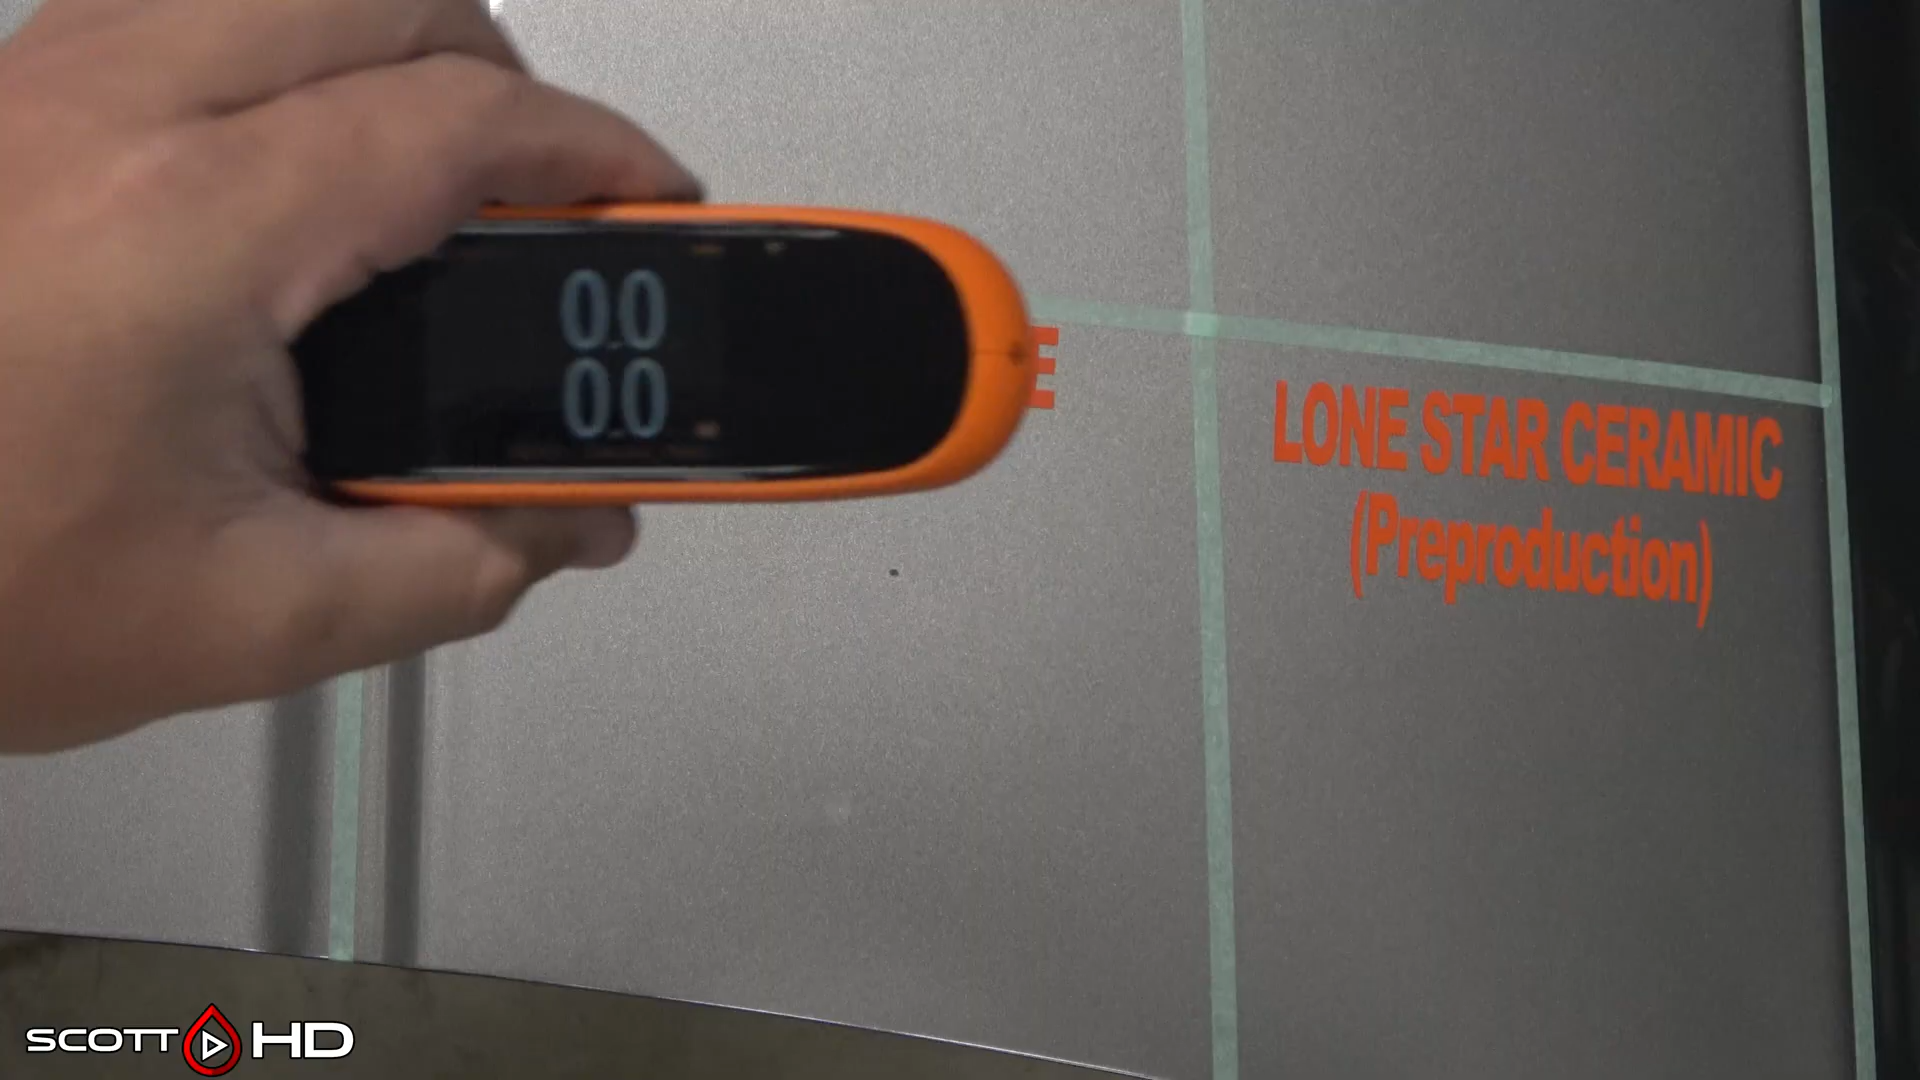 0.0
0.0
E
LONE STAR CERAMIC
(Preproduction)
SCOTT HD